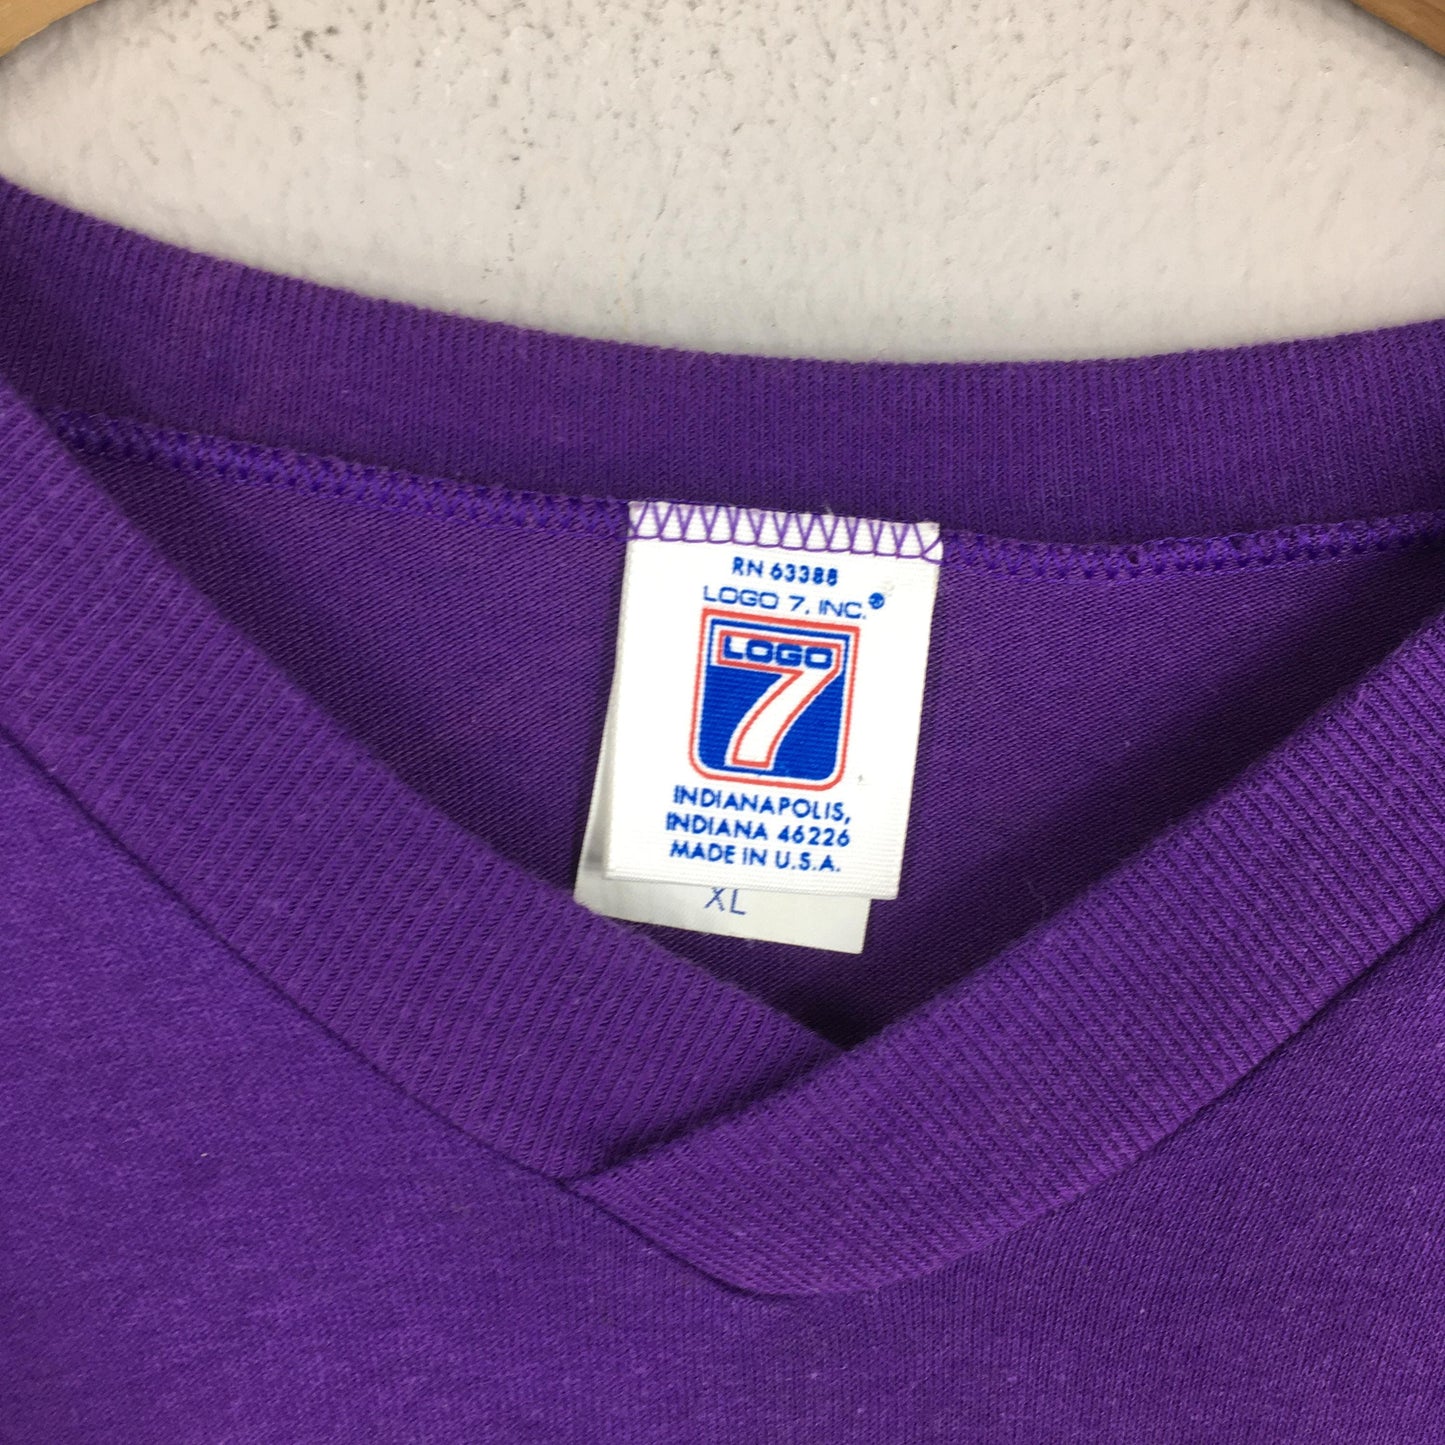 RN 63388
LOGO 7, INC.®
LOGO
7
INDIANAPOLIS,
INDIANA 46226
MADE IN U.S.A.
XL